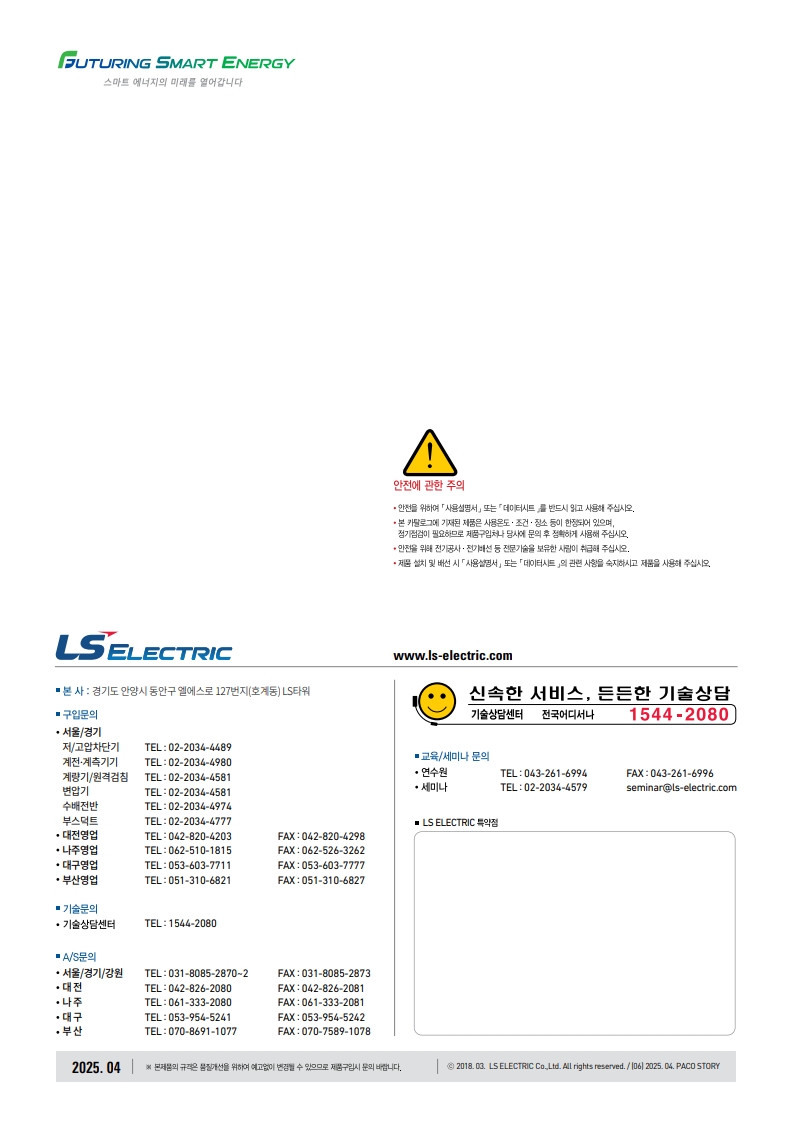 FUTURING SMART ENERGY
스마트 에너지의 미래를 열어갑니다
안전에 관한 주의
• 안전을 위하여 「사용설명서」 또는 「데이터시트」를 반드시 읽고 사용해 주십시오.
• 본 카탈로그에 기재된 제품은 사용온도·조건·장소 등이 한정되어 있으며,
정기점검이 필요하므로 제품구입처나 당사에 문의 후 정확하게 사용해 주십시오.
• 안전을 위해 전기공사·전기배선 등 전문기술을 보유한 사람이 취급해 주십시오.
• 제품 설치 및 배선 시 「사용설명서」 또는 「데이터시트」의 관련 사항을 숙지하시고 제품을 사용해 주십시오.
LS ELECTRIC
www.ls-electric.com
■ 본 사 : 경기도 안양시 동안구 엘에스로 127번지(호계동) LS타워
■ 구입문의
• 서울/경기
저/고압차단기 TEL : 02-2034-4489
계전·계측기기 TEL : 02-2034-4980
계량기/원격검침 TEL : 02-2034-4581
변압기 TEL : 02-2034-4581
수배전반 TEL : 02-2034-4974
부스덕트 TEL : 02-2034-4777
• 대전영업 TEL : 042-820-4203 FAX : 042-820-4298
• 나주영업 TEL : 062-510-1815 FAX : 062-526-3262
• 대구영업 TEL : 053-603-7711 FAX : 053-603-7777
• 부산영업 TEL : 051-310-6821 FAX : 051-310-6827
■ 기술문의
• 기술상담센터 TEL : 1544-2080
■ A/S문의
• 서울/경기/강원 TEL : 031-8085-2870~2 FAX : 031-8085-2873
• 대 전 TEL : 042-826-2080 FAX : 042-826-2081
• 나 주 TEL : 061-333-2080 FAX : 061-333-2081
• 대 구 TEL : 053-954-5241 FAX : 053-954-5242
• 부 산 TEL : 070-8691-1077 FAX : 070-7589-1078
신속한 서비스, 든든한 기술상담
기술상담센터 전국어디서나 1544-2080
■ 교육/세미나 문의
• 연수원 TEL : 043-261-6994 FAX : 043-261-6996
• 세미나 TEL : 02-2034-4579 seminar@ls-electric.com
■ LS ELECTRIC 특약점
2025. 04
※ 본제품의 규격은 품질개선을 위하여 예고없이 변경될 수 있으므로 제품구입시 문의 바랍니다.
ⓒ 2018. 03. LS ELECTRIC Co.,Ltd. All rights reserved. / (06) 2025. 04. PACO STORY